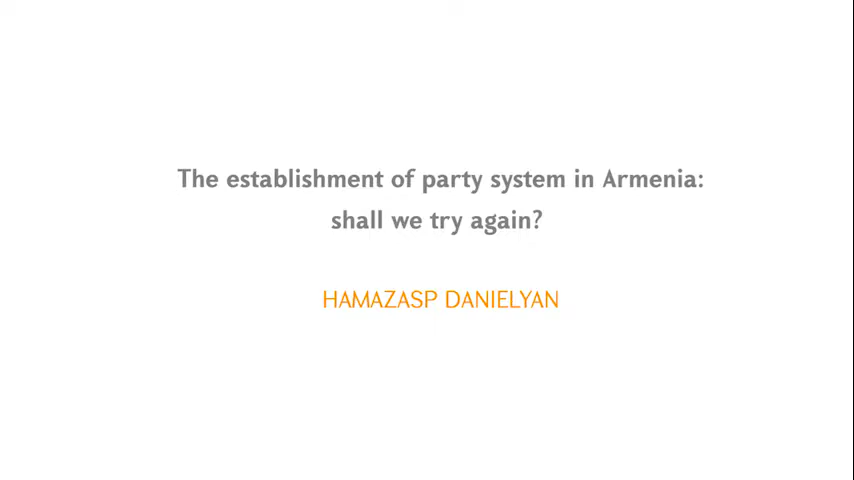 The establishment of party system in Armenia:
shall we try again?
HAMAZASP DANIELYAN